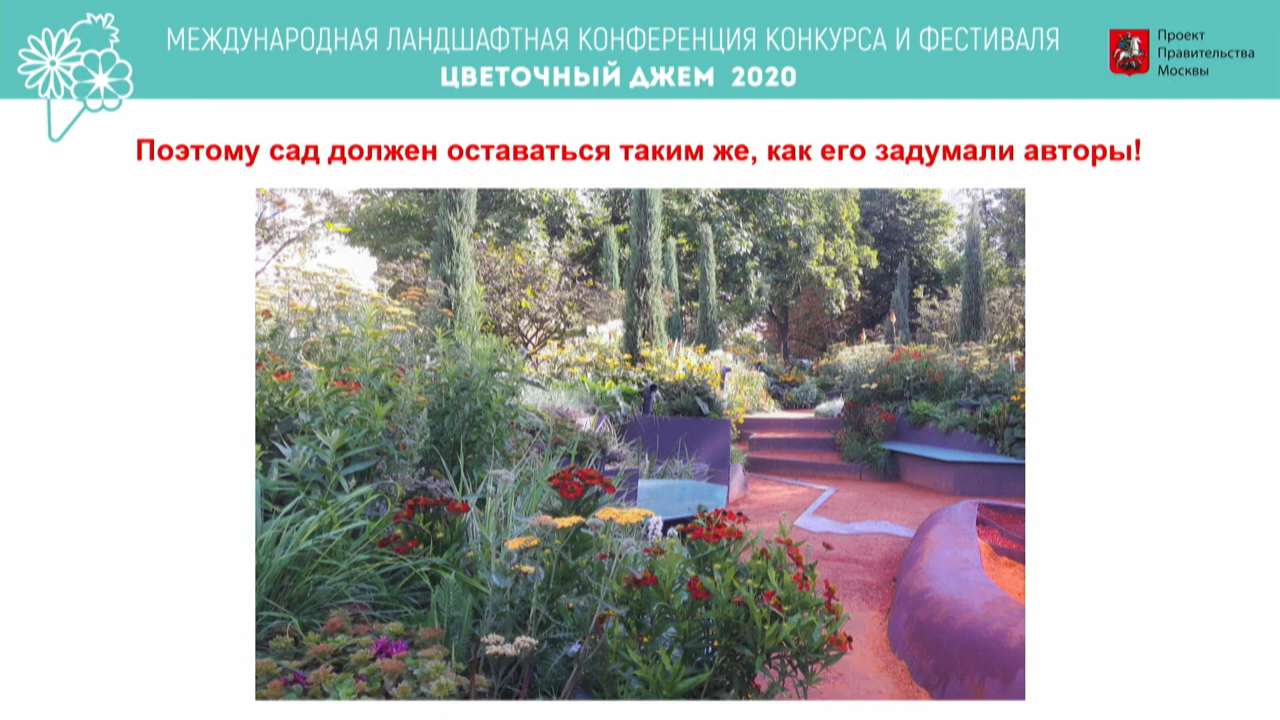 МЕЖДУНАРОДНАЯ ЛАНДШАФТНАЯ КОНФЕРЕНЦИЯ КОНКУРСА И ФЕСТИВАЛЯ
ЦВЕТОЧНЫЙ ДЖЕМ 2020
Проект
Правительства
Москвы
Поэтому сад должен оставаться таким же, как его задумали авторы!